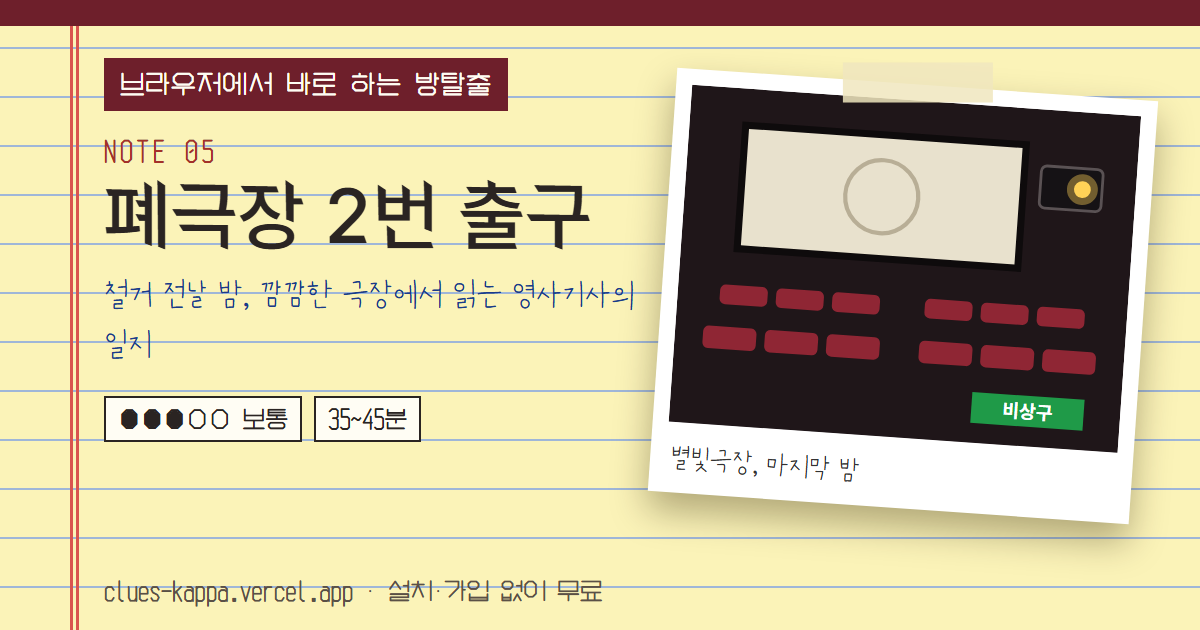 브라우저에서 바로 하는 방탈출
NOTE 05
폐극장 2번 출구
철거 전날 밤, 깜깜한 극장에서 읽는 영사기사의
일지
●●●○○ 보통
35~45분
비상구
별빛극장, 마지막 밤
clues-kappa.vercel.app · 설치·가입 없이 무료